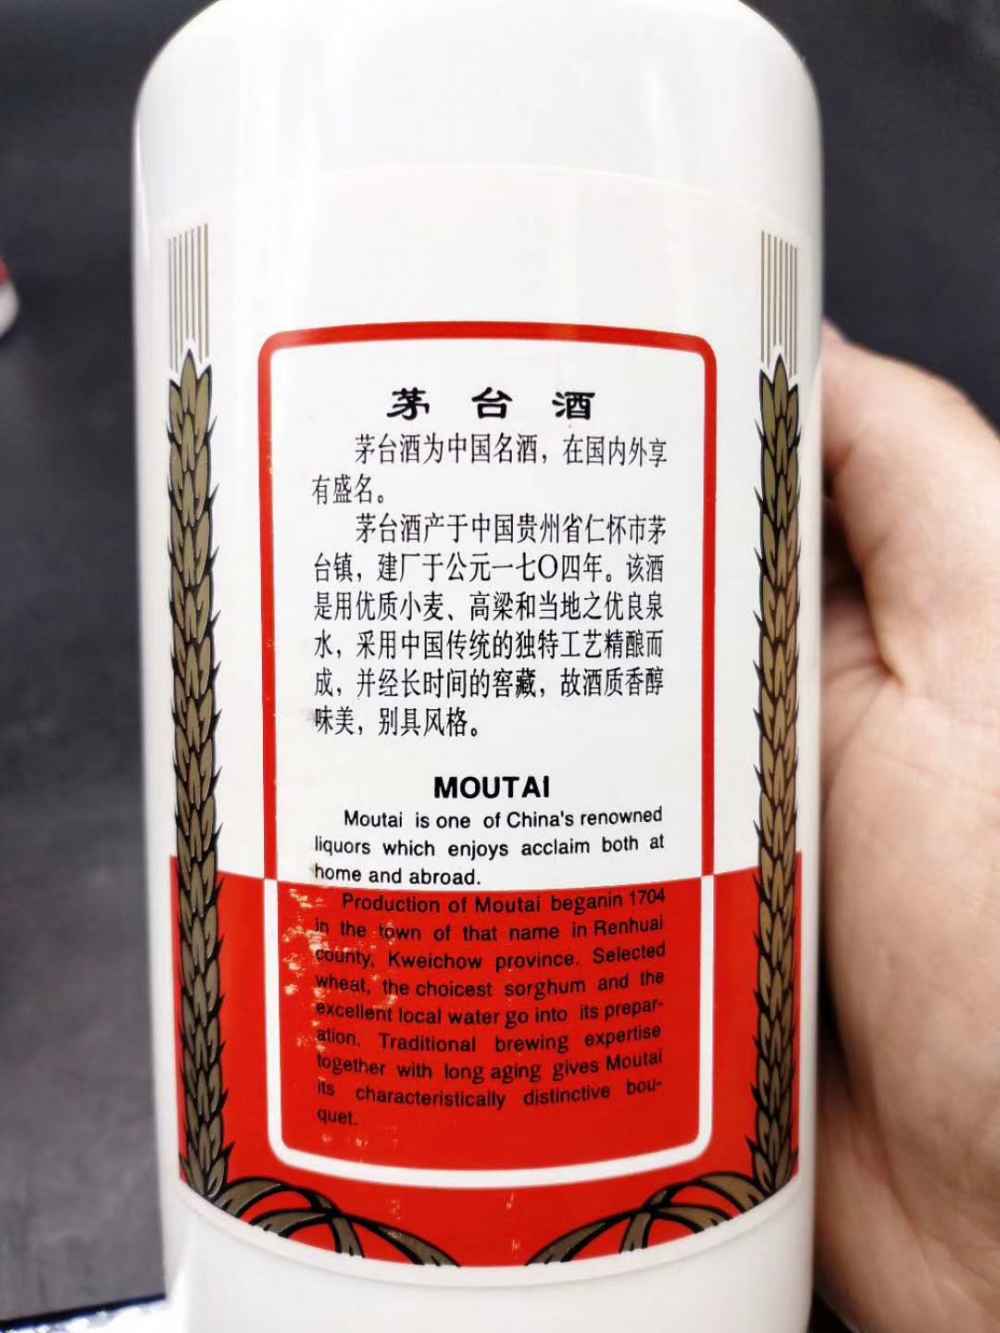 茅台酒
茅台酒为中国名酒，在国内外享
有盛名。
茅台酒产于中国贵州省仁怀市茅
台镇，建厂于公元一七〇四年。该酒
是用优质小麦、高粱和当地之优良泉
水，采用中国传统的独特工艺精酿而
成，并经长时间的窖藏，故酒质香醇
味美，别具风格。
MOUTAI
Moutai is one of China's renowned
liquors which enjoys acclaim both at
home and abroad.
Production of Moutai beganin 1704
in the town of that name in Renhuai
county, Kweichow province. Selected
wheat, the choicest sorghum and the
excellent local water go into its prepar-
ation. Traditional brewing expertise
together with long aging gives Moutai
its characteristically distinctive bou-
quet.